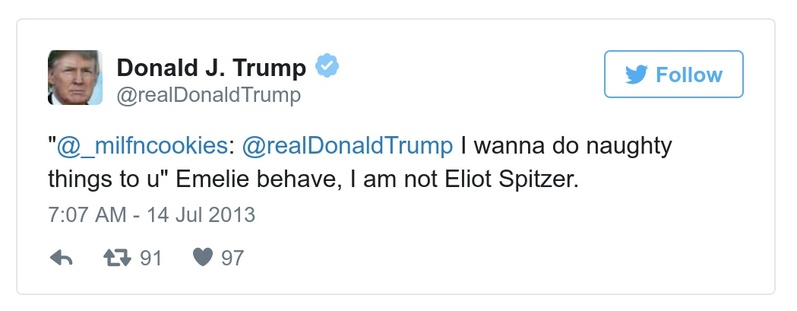 Donald J. Trump
@realDonaldTrump
Follow
"@_milfncookies: @realDonaldTrump I wanna do naughty
things to u" Emelie behave, I am not Eliot Spitzer.
7:07 AM - 14 Jul 2013
91 97